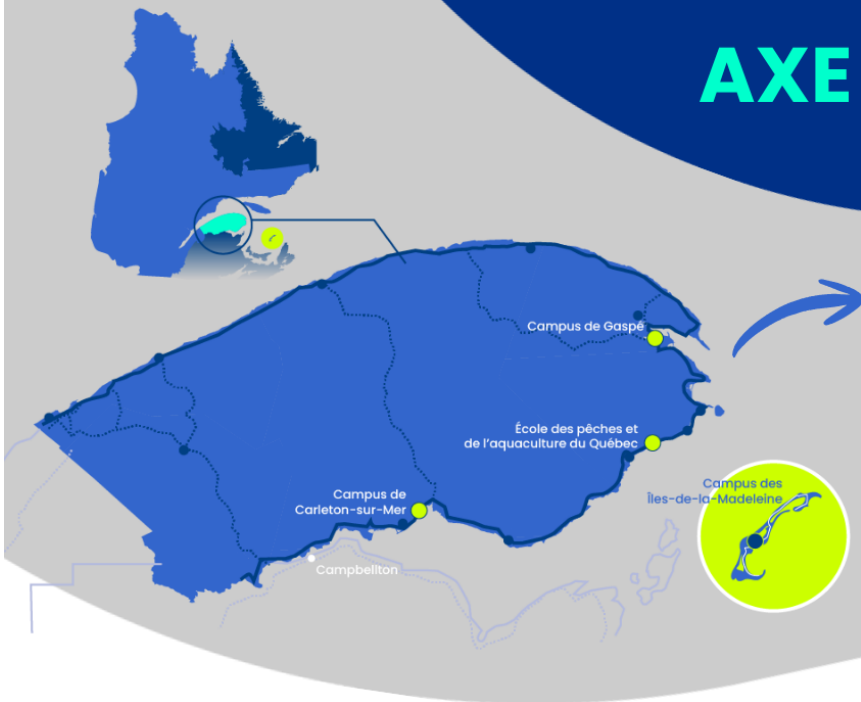 AXE
Campus de Gaspé
École des pêches et
de l'aquaculture du Québec
Campus des
Îles-de-la-Madeleine
Campus de
Carleton-sur-Mer
Campbellton